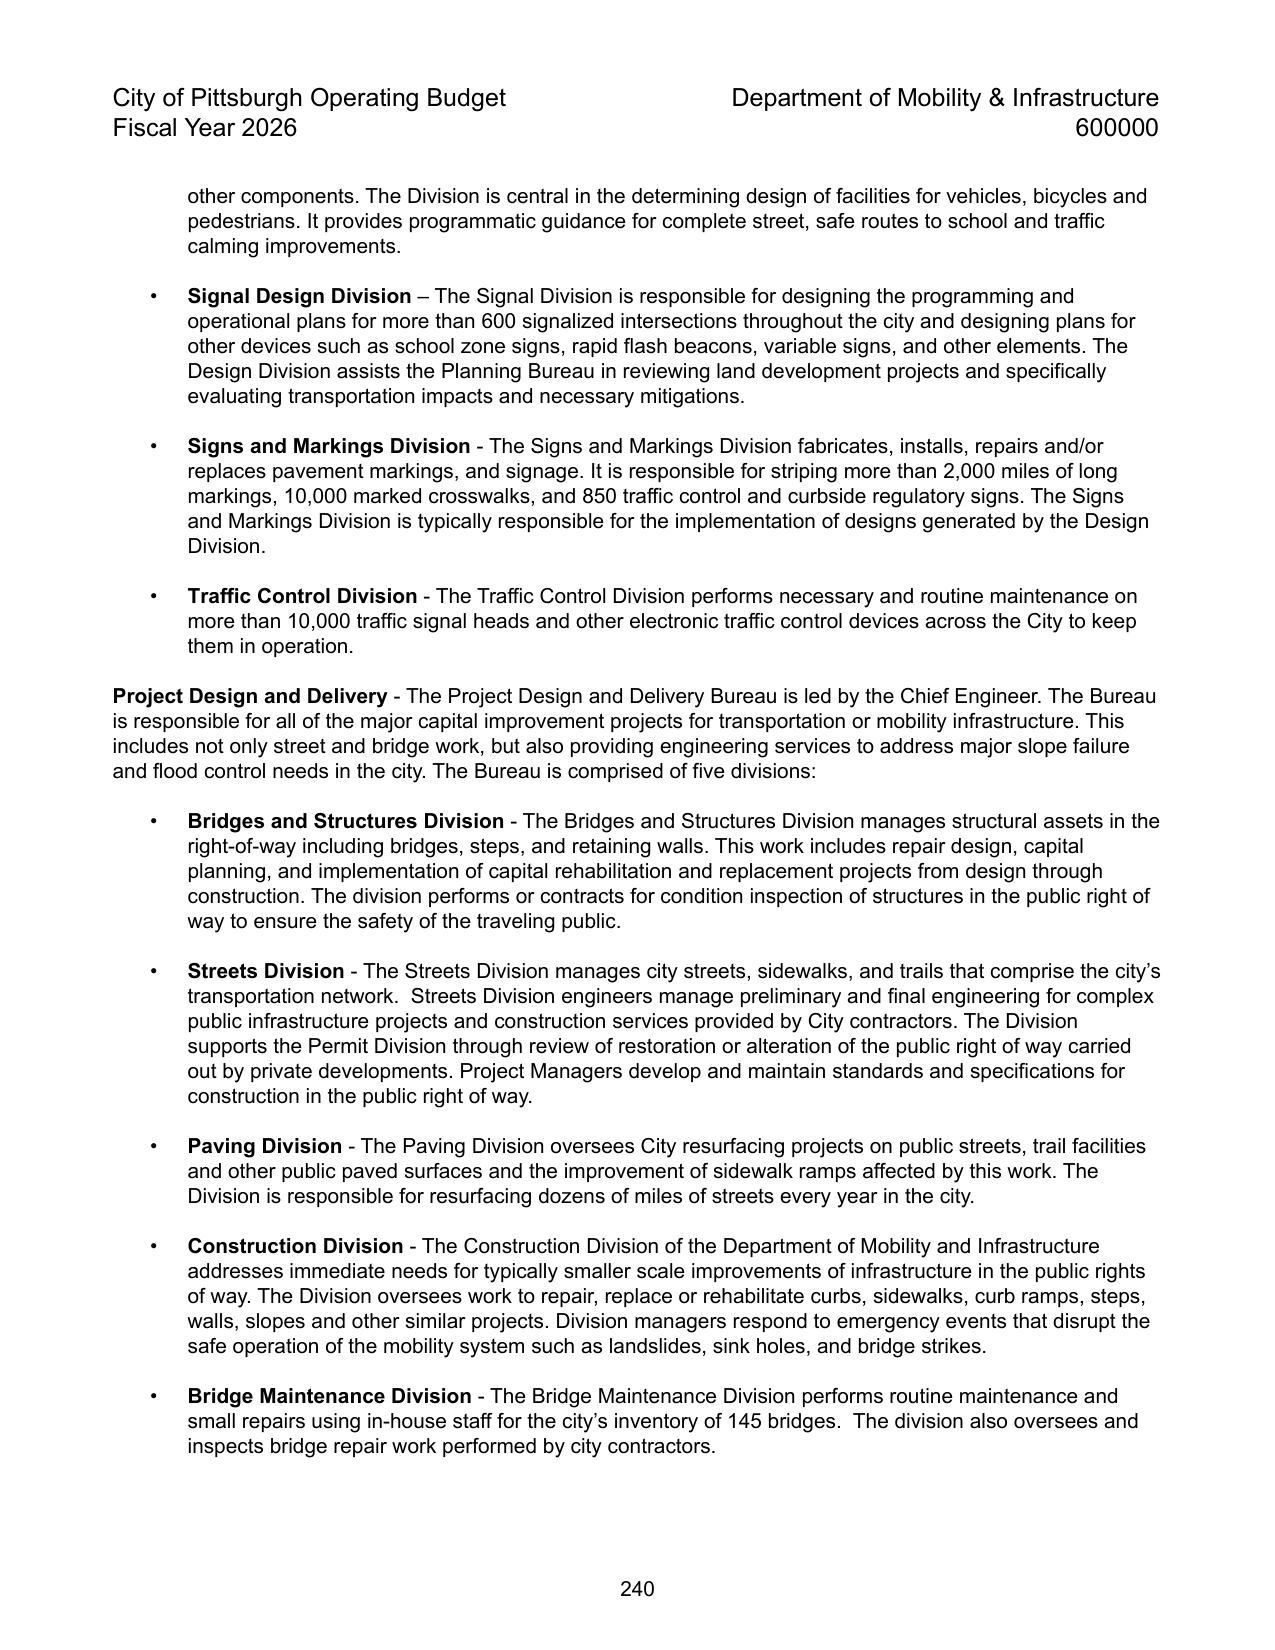 City of Pittsburgh Operating Budget
Fiscal Year 2026
Department of Mobility & Infrastructure
600000
other components. The Division is central in the determining design of facilities for vehicles, bicycles and
pedestrians. It provides programmatic guidance for complete street, safe routes to school and traffic
calming improvements.
• Signal Design Division – The Signal Division is responsible for designing the programming and
operational plans for more than 600 signalized intersections throughout the city and designing plans for
other devices such as school zone signs, rapid flash beacons, variable signs, and other elements. The
Design Division assists the Planning Bureau in reviewing land development projects and specifically
evaluating transportation impacts and necessary mitigations.
• Signs and Markings Division - The Signs and Markings Division fabricates, installs, repairs and/or
replaces pavement markings, and signage. It is responsible for striping more than 2,000 miles of long
markings, 10,000 marked crosswalks, and 850 traffic control and curbside regulatory signs. The Signs
and Markings Division is typically responsible for the implementation of designs generated by the Design
Division.
• Traffic Control Division - The Traffic Control Division performs necessary and routine maintenance on
more than 10,000 traffic signal heads and other electronic traffic control devices across the City to keep
them in operation.
Project Design and Delivery - The Project Design and Delivery Bureau is led by the Chief Engineer. The Bureau
is responsible for all of the major capital improvement projects for transportation or mobility infrastructure. This
includes not only street and bridge work, but also providing engineering services to address major slope failure
and flood control needs in the city. The Bureau is comprised of five divisions:
• Bridges and Structures Division - The Bridges and Structures Division manages structural assets in the
right-of-way including bridges, steps, and retaining walls. This work includes repair design, capital
planning, and implementation of capital rehabilitation and replacement projects from design through
construction. The division performs or contracts for condition inspection of structures in the public right of
way to ensure the safety of the traveling public.
• Streets Division - The Streets Division manages city streets, sidewalks, and trails that comprise the city’s
transportation network.  Streets Division engineers manage preliminary and final engineering for complex
public infrastructure projects and construction services provided by City contractors. The Division
supports the Permit Division through review of restoration or alteration of the public right of way carried
out by private developments. Project Managers develop and maintain standards and specifications for
construction in the public right of way.
• Paving Division - The Paving Division oversees City resurfacing projects on public streets, trail facilities
and other public paved surfaces and the improvement of sidewalk ramps affected by this work. The
Division is responsible for resurfacing dozens of miles of streets every year in the city.
• Construction Division - The Construction Division of the Department of Mobility and Infrastructure
addresses immediate needs for typically smaller scale improvements of infrastructure in the public rights
of way. The Division oversees work to repair, replace or rehabilitate curbs, sidewalks, curb ramps, steps,
walls, slopes and other similar projects. Division managers respond to emergency events that disrupt the
safe operation of the mobility system such as landslides, sink holes, and bridge strikes.
• Bridge Maintenance Division - The Bridge Maintenance Division performs routine maintenance and
small repairs using in-house staff for the city’s inventory of 145 bridges.  The division also oversees and
inspects bridge repair work performed by city contractors.
240